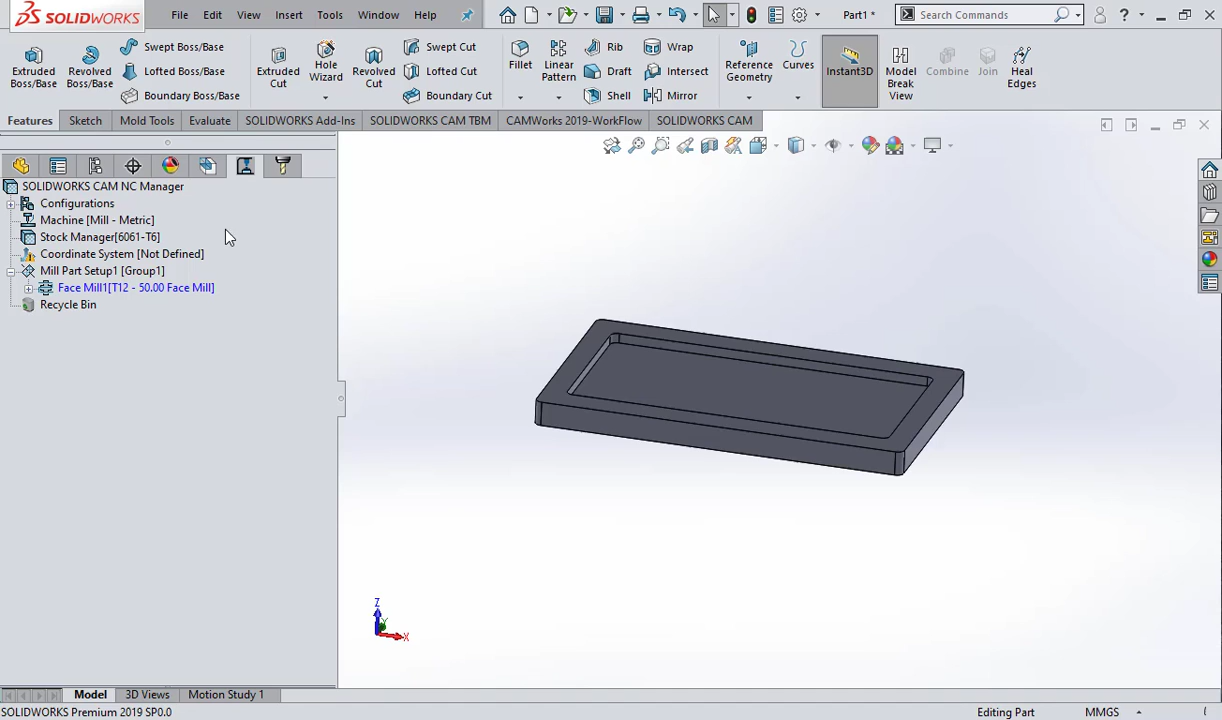 SOLIDWORKS File Edit View Insert Tools Window Help Part1 * Search Commands ?
Extruded Boss/Base
Revolved Boss/Base
Swept Boss/Base
Lofted Boss/Base
Boundary Boss/Base
Extruded Cut
Hole Wizard
Revolved Cut
Swept Cut
Lofted Cut
Boundary Cut
Fillet
Linear Pattern
Rib
Draft
Shell
Wrap
Intersect
Mirror
Reference Geometry
Curves
Instant3D
Model Break View
Combine
Join
Heal Edges
Features Sketch Mold Tools Evaluate SOLIDWORKS Add-Ins SOLIDWORKS CAM TBM CAMWorks 2019-WorkFlow SOLIDWORKS CAM
SOLIDWORKS CAM NC Manager
Configurations
Machine [Mill - Metric]
Stock Manager[6061-T6]
Coordinate System [Not Defined]
Mill Part Setup1 [Group1]
Face Mill1[T12 - 50.00 Face Mill]
Recycle Bin
Z
Y
X
Model 3D Views Motion Study 1
SOLIDWORKS Premium 2019 SP0.0 Editing Part MMGS